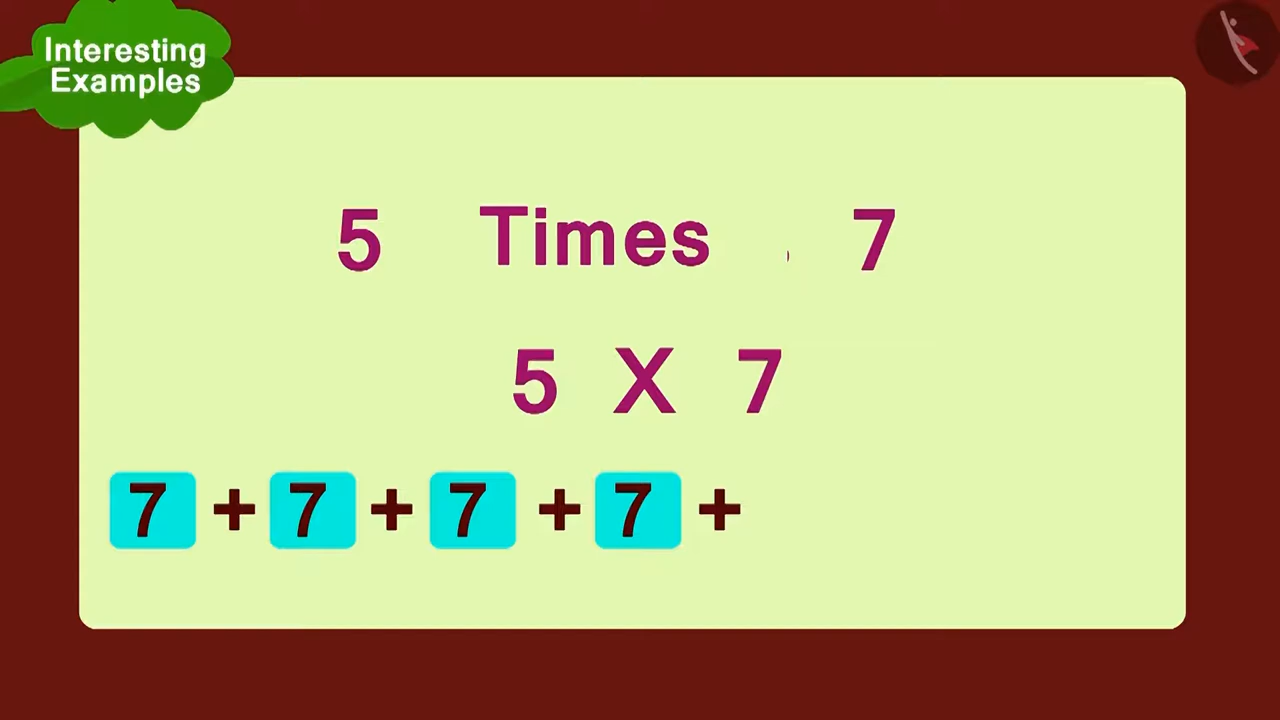 Interesting
Examples
5 Times 7
5 X 7
7 + 7 + 7 + 7 +